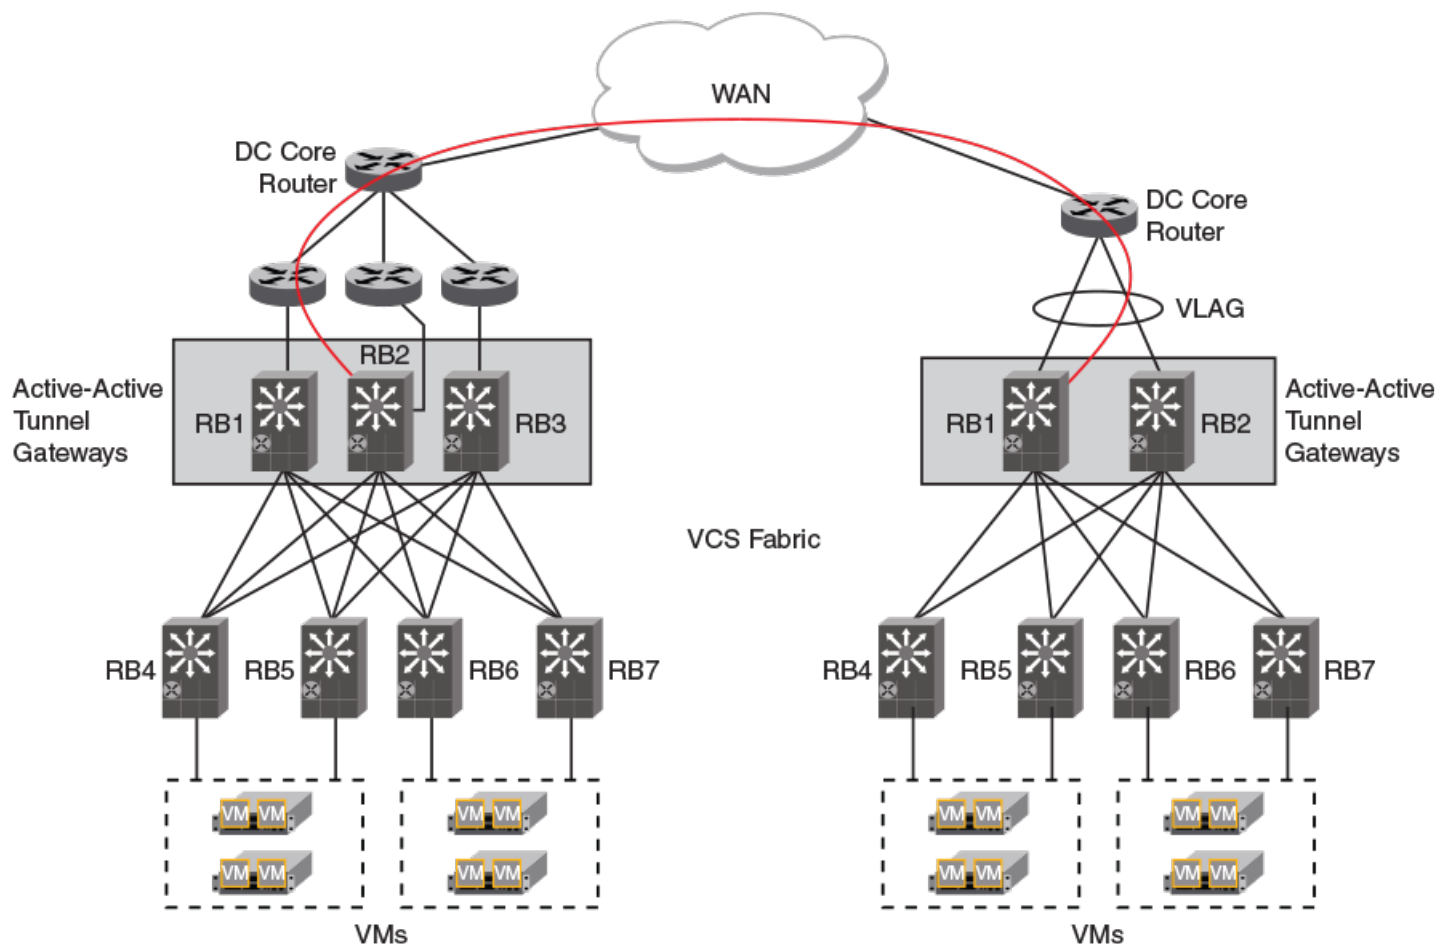 WAN
DC Core
Router
DC Core
Router
VLAG
RB2
Active-Active
Tunnel
Gateways
RB1
RB3
RB1
RB2
Active-Active
Tunnel
Gateways
VCS Fabric
RB4
RB5
RB6
RB7
RB4
RB5
RB6
RB7
VM VM
VM VM
VM VM
VM VM
VM VM
VM VM
VM VM
VM VM
VMs
VMs